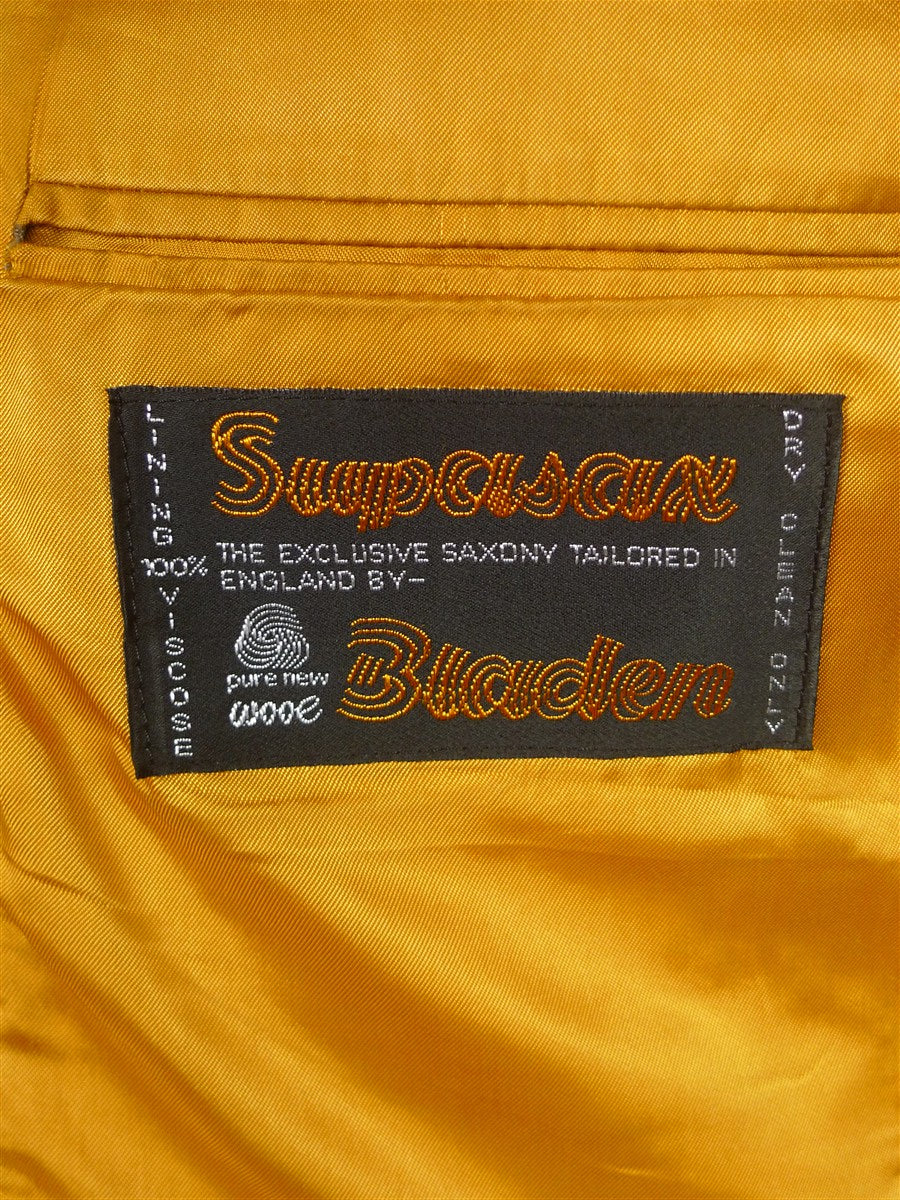 LINING 100% VISCOSE
Supasax
THE EXCLUSIVE SAXONY TAILORED IN
ENGLAND BY-
pure new
wool
Bladen
DRY CLEAN ONLY